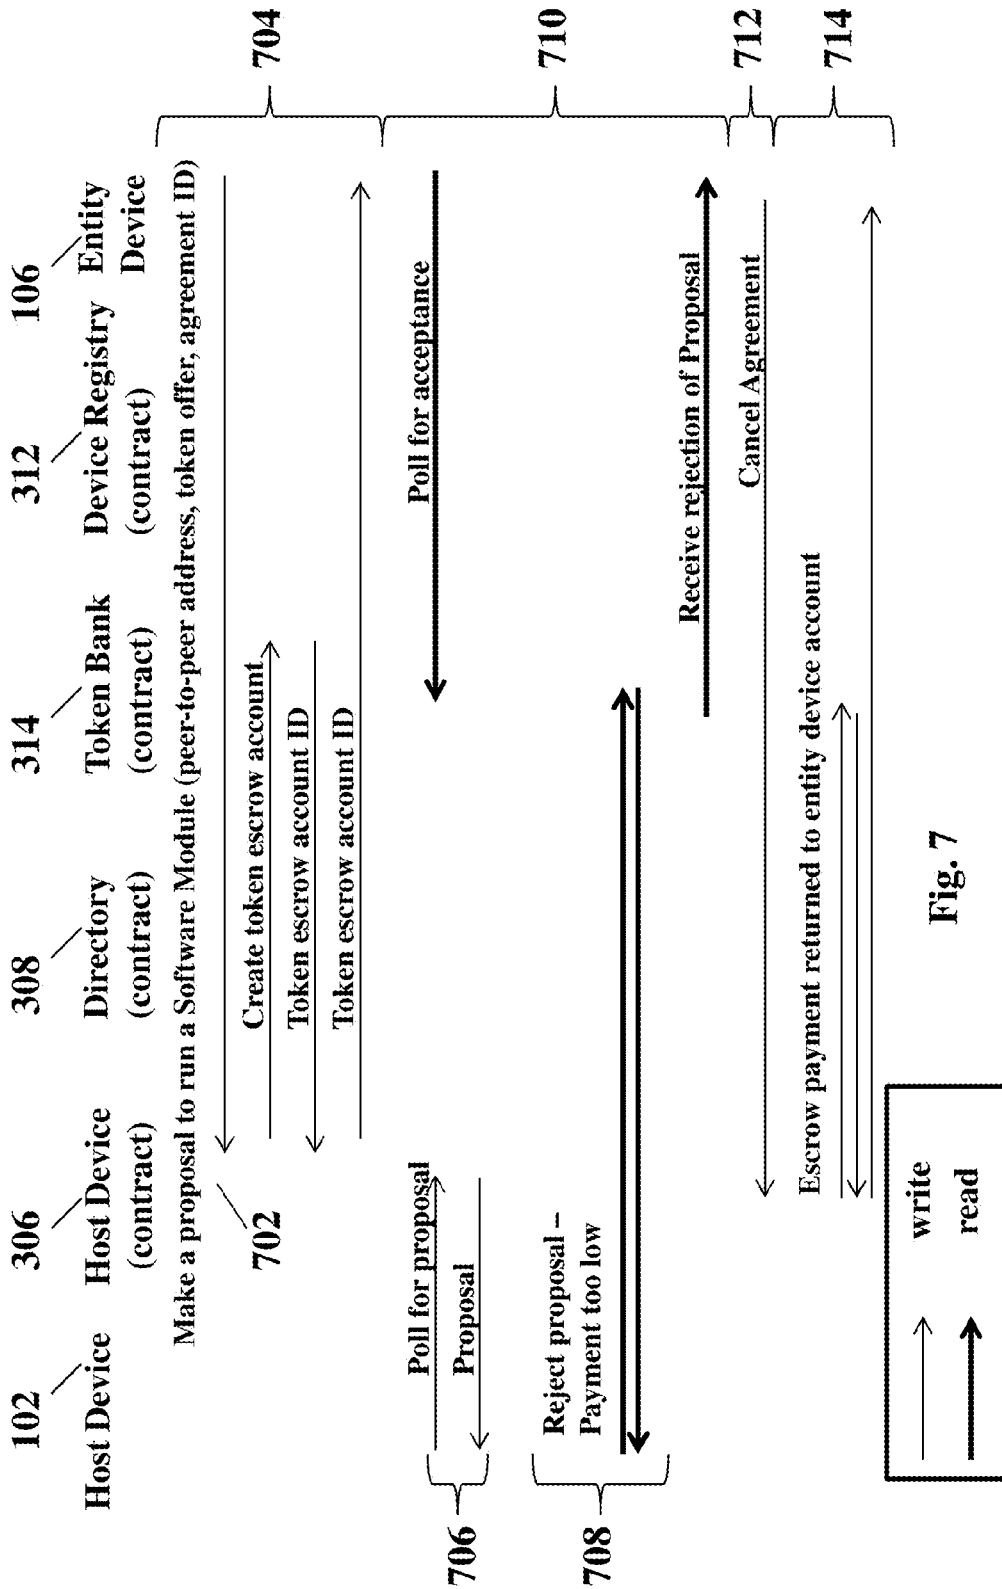 102
306
308
314
312
106
Host Device
Host Device
(contract)
Directory
(contract)
Token Bank
(contract)
Device Registry
(contract)
Entity
Device
Make a proposal to run a Software Module (peer-to-peer address, token offer, agreement ID)
702
Create token escrow account
Token escrow account ID
Token escrow account ID
704
Poll for proposal
Proposal
706
Poll for acceptance
Reject proposal –
Payment too low
708
Receive rejection of Proposal
710
Cancel Agreement
712
Escrow payment returned to entity device account
714
write
read
Fig. 7